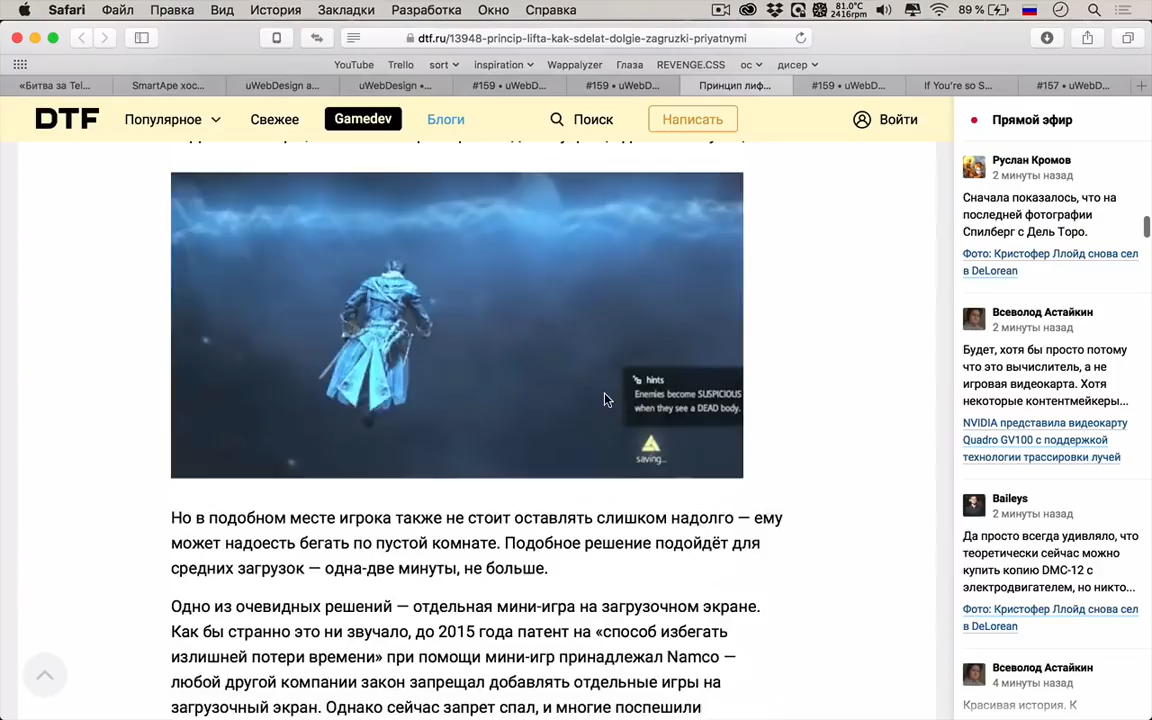 Safari Файл Правка Вид История Закладки Разработка Окно Справка 81.0°C 2416rpm 89 %
dtf.ru/13948-princip-lifta-kak-sdelat-dolgie-zagruzki-priyatnymi
YouTube Trello sort inspiration Wappalyzer Глаза REVENGE.CSS ос дисер
«Битва за Tel... SmartApe хос... uWebDesign а... uWebDesign •... #159 • uWebD... #159 • uWebD... Принцип лиф... #159 • uWebD... If You're so S... #157 • uWebD...
DTF Популярное Свежее Gamedev Блоги Поиск Написать Войти
Прямой эфир
hints
Enemies become SUSPICIOUS
when they see a DEAD body.
saving...
Но в подобном месте игрока также не стоит оставлять слишком надолго — ему
может надоесть бегать по пустой комнате. Подобное решение подойдёт для
средних загрузок — одна-две минуты, не больше.
Одно из очевидных решений — отдельная мини-игра на загрузочном экране.
Как бы странно это ни звучало, до 2015 года патент на «способ избегать
излишней потери времени» при помощи мини-игр принадлежал Namco —
любой другой компании закон запрещал добавлять отдельные игры на
загрузочный экран. Однако сейчас запрет спал, и многие поспешили
Руслан Кромов
2 минуты назад
Сначала показалось, что на
последней фотографии
Спилберг с Дель Торо.
Фото: Кристофер Ллойд снова сел
в DeLorean
Всеволод Астайкин
2 минуты назад
Будет, хотя бы просто потому
что это вычислитель, а не
игровая видеокарта. Хотя
некоторые контентмейкеры...
NVIDIA представила видеокарту
Quadro GV100 с поддержкой
технологии трассировки лучей
Baileys
2 минуты назад
Да просто всегда удивляло, что
теоретически сейчас можно
купить копию DMC-12 с
электродвигателем, но никто...
Фото: Кристофер Ллойд снова сел
в DeLorean
Всеволод Астайкин
4 минуты назад
Красивая история. К